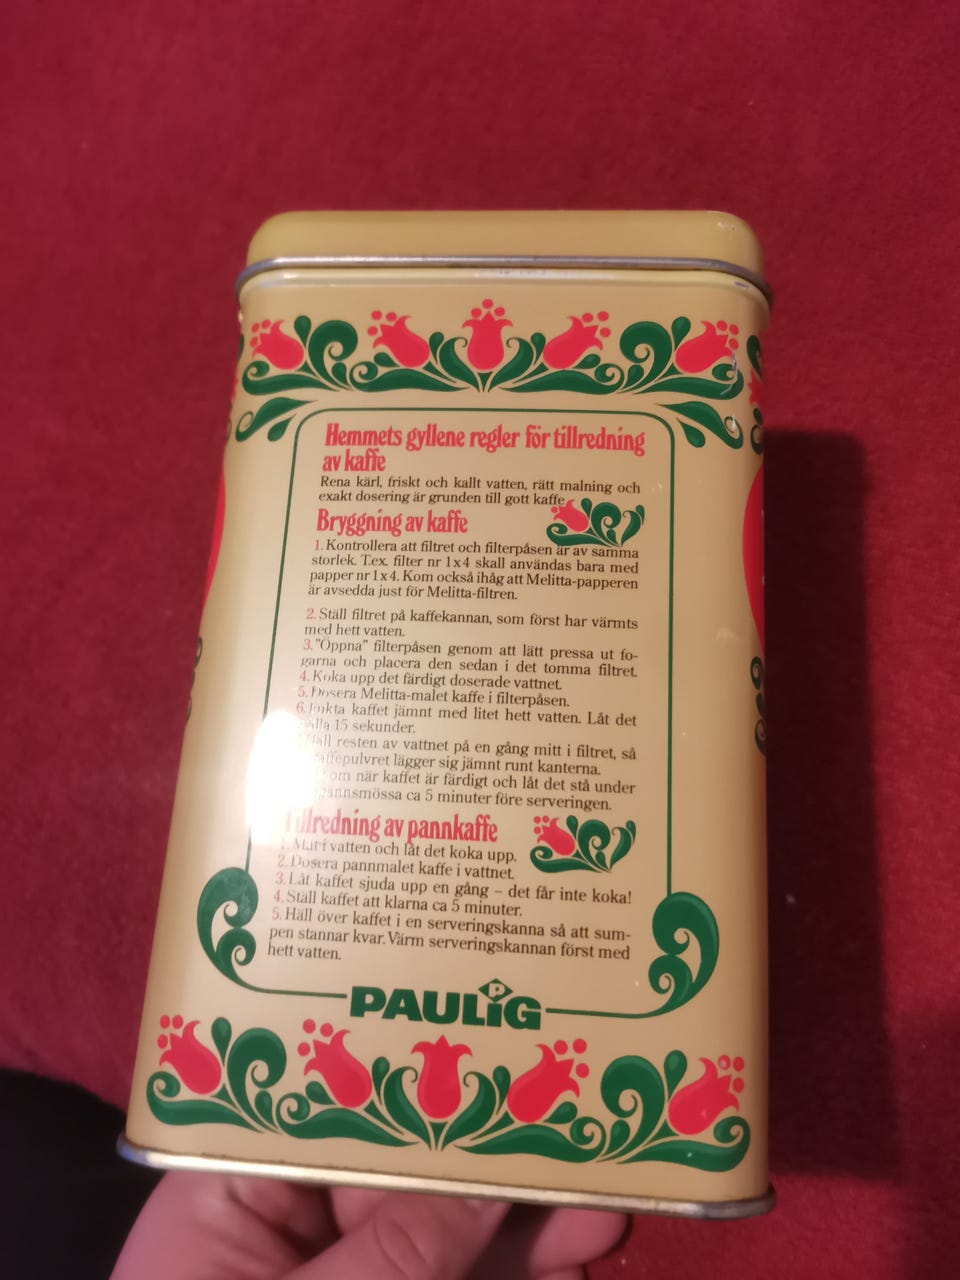 Hemmets gyllene regler för tillredning
av kaffe
Rena kärl, friskt och kallt vatten, rätt malning och
exakt dosering är grunden till gott kaffe.
Bryggning av kaffe
1. Kontrollera att filtret och filterpåsen är av samma
storlek. T.ex. filter nr 1x4 skall användas bara med
papper nr 1x4. Kom också ihåg att Melitta-papperen
är avsedda just för Melitta-filtren.
2. Ställ filtret på kaffekannan, som först har värmts
med hett vatten.
3. "Öppna" filterpåsen genom att lätt pressa ut fo-
garna och placera den sedan i det tomma filtret.
4. Koka upp det färdigt doserade vattnet.
5. Dosera Melitta-malet kaffe i filterpåsen.
6. Fukta kaffet jämnt med litet hett vatten. Låt det
15 sekunder.
resten av vattnet på en gång mitt i filtret, så
kaffepulvret lägger sig jämnt runt kanterna.
om när kaffet är färdigt och låt det stå under
ca 5 minuter före serveringen.
Tillredning av pannkaffe
1. Mät i vatten och låt det koka upp.
2. Dosera pannmalet kaffe i vattnet.
3. Låt kaffet sjuda upp en gång – det får inte koka!
4. Ställ kaffet att klarna ca 5 minuter.
5. Häll över kaffet i en serveringskanna så att sum-
pen stannar kvar. Värm serveringskannan först med
hett vatten.
P
PAULiG